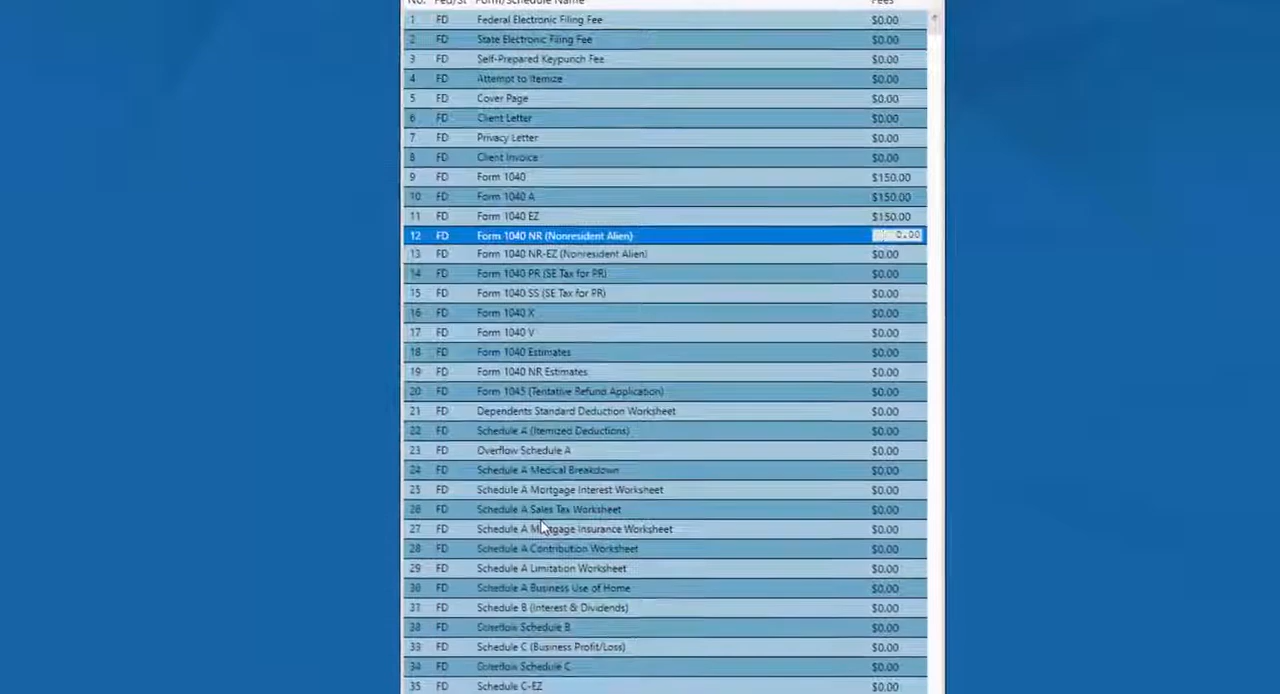 No. Fed/St Form/Schedule Name Fees
1 FD Federal Electronic Filing Fee $0.00
2 FD State Electronic Filing Fee $0.00
3 FD Self-Prepared Keypunch Fee $0.00
4 FD Attempt to Itemize $0.00
5 FD Cover Page $0.00
6 FD Client Letter $0.00
7 FD Privacy Letter $0.00
8 FD Client Invoice $0.00
9 FD Form 1040 $150.00
10 FD Form 1040 A $150.00
11 FD Form 1040 EZ $150.00
12 FD Form 1040 NR (Nonresident Alien) 0.00
13 FD Form 1040 NR-EZ (Nonresident Alien) $0.00
14 FD Form 1040 PR (SE Tax for PR) $0.00
15 FD Form 1040 SS (SE Tax for PR) $0.00
16 FD Form 1040 X $0.00
17 FD Form 1040 V $0.00
18 FD Form 1040 Estimates $0.00
19 FD Form 1040 NR Estimates $0.00
20 FD Form 1045 (Tentative Refund Application) $0.00
21 FD Dependents Standard Deduction Worksheet $0.00
22 FD Schedule A (Itemized Deductions) $0.00
23 FD Overflow Schedule A $0.00
24 FD Schedule A Medical Breakdown $0.00
25 FD Schedule A Mortgage Interest Worksheet $0.00
26 FD Schedule A Sales Tax Worksheet $0.00
27 FD Schedule A Mortgage Insurance Worksheet $0.00
28 FD Schedule A Contribution Worksheet $0.00
29 FD Schedule A Limitation Worksheet $0.00
30 FD Schedule A Business Use of Home $0.00
31 FD Schedule B (Interest & Dividends) $0.00
32 FD Overflow Schedule B $0.00
33 FD Schedule C (Business Profit/Loss) $0.00
34 FD Overflow Schedule C $0.00
35 FD Schedule C-EZ $0.00